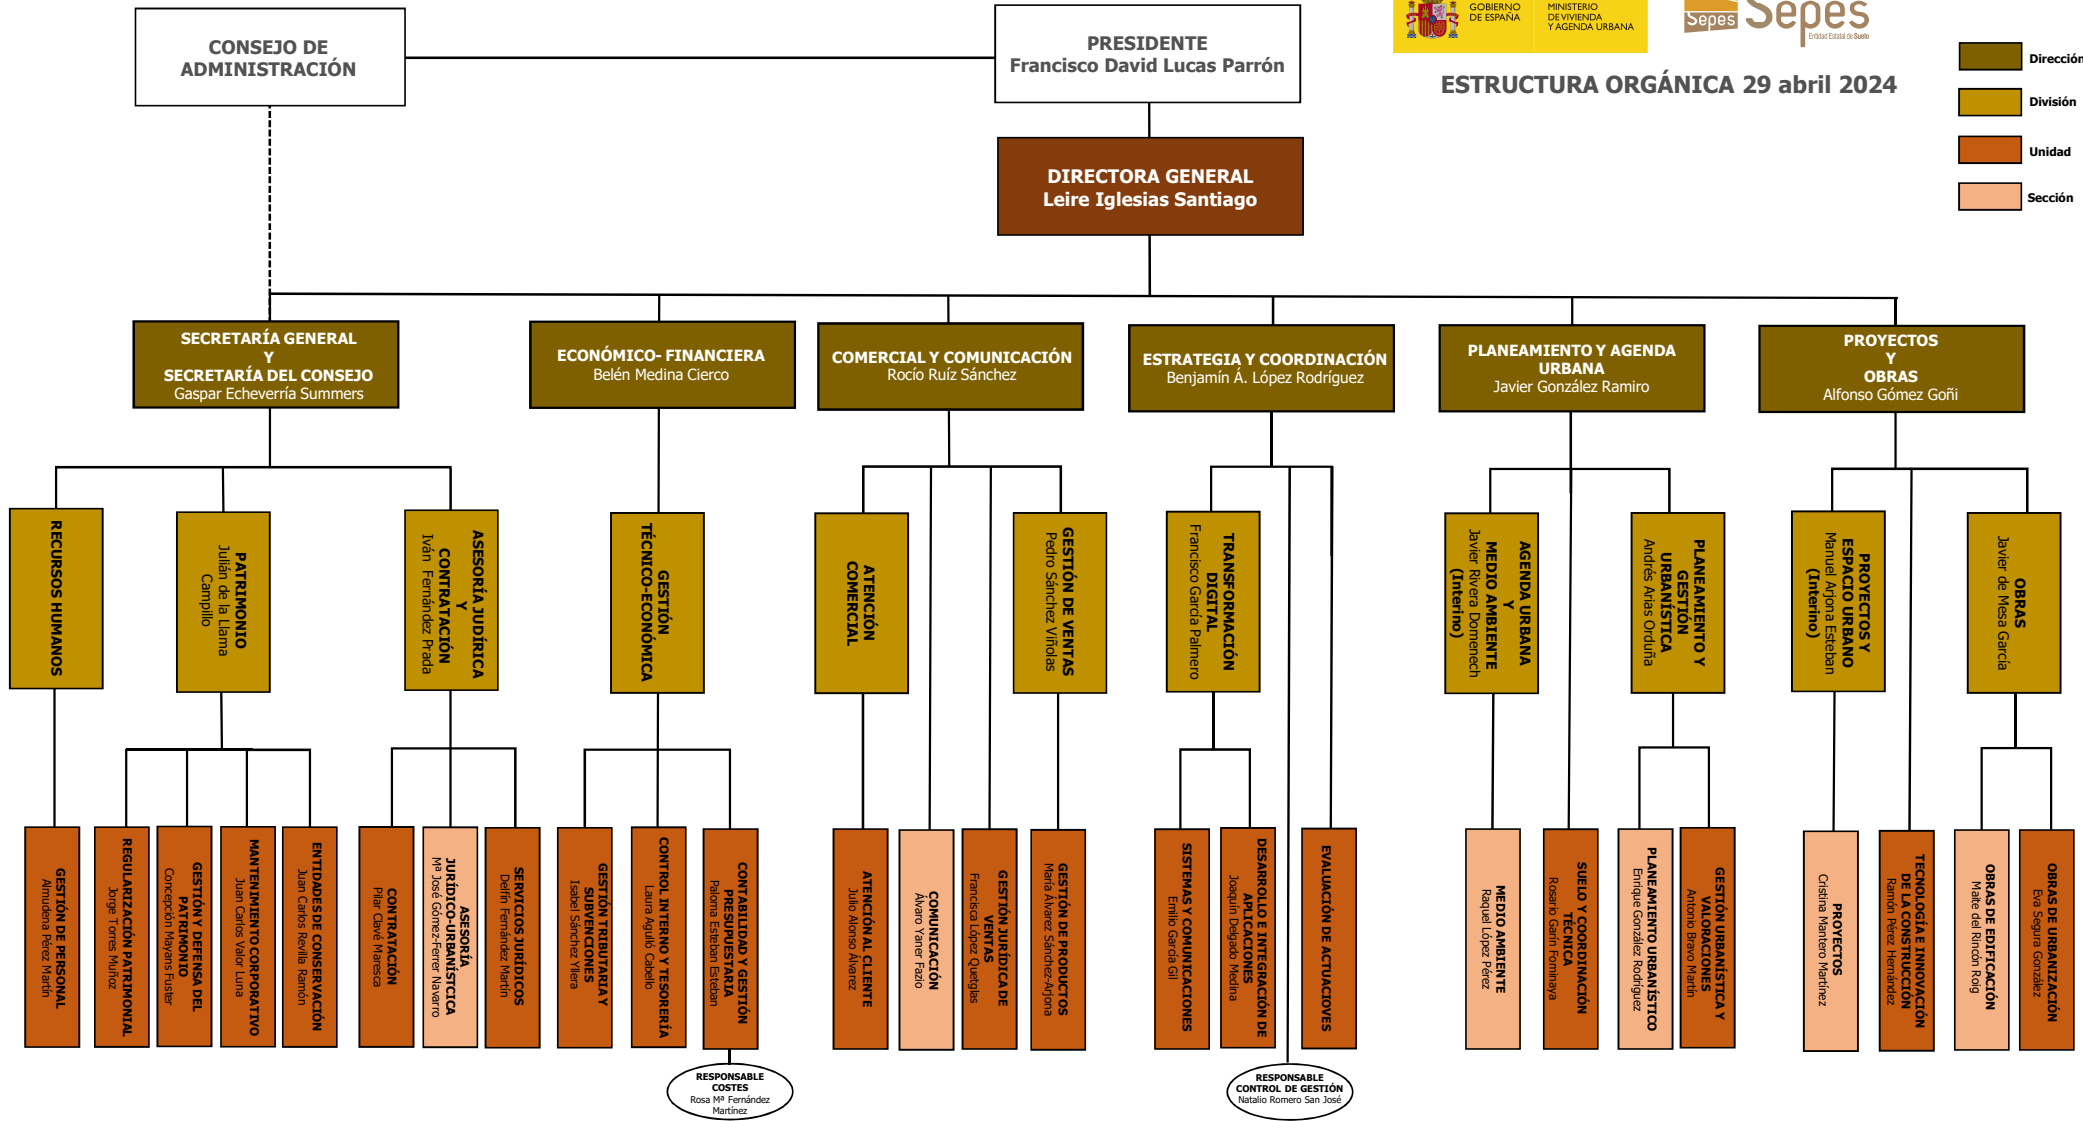 CONSEJO DE
ADMINISTRACIÓN
PRESIDENTE
Francisco David Lucas Parrón
GOBIERNO
DE ESPAÑA
MINISTERIO
DE VIVIENDA
Y AGENDA URBANA
Sepes
Sepes
Entidad Estatal de Suelo
ESTRUCTURA ORGÁNICA 29 abril 2024
Dirección
División
Unidad
Sección
DIRECTORA GENERAL
Leire Iglesias Santiago
SECRETARÍA GENERAL
Y
SECRETARÍA DEL CONSEJO
Gaspar Echeverría Summers
ECONÓMICO- FINANCIERA
Belén Medina Cierco
COMERCIAL Y COMUNICACIÓN
Rocío Ruíz Sánchez
ESTRATEGIA Y COORDINACIÓN
Benjamín Á. López Rodríguez
PLANEAMIENTO Y AGENDA
URBANA
Javier González Ramiro
PROYECTOS
Y
OBRAS
Alfonso Gómez Goñi
RECURSOS HUMANOS
PATRIMONIO
Julián de la Llama
Campillo
ASESORÍA JUDÍRICA
Y
CONTRATACIÓN
Iván Fernández Prada
GESTIÓN
TÉCNICO-ECONÓMICA
ATENCIÓN
COMERCIAL
GESTIÓN DE VENTAS
Pedro Sánchez Viñolas
TRANSFORMACIÓN
DIGITAL
Francisco García Palmero
AGENDA URBANA
Y
MEDIO AMBIENTE
Javier Rivera Domenech
(Interino)
PLANEAMIENTO Y
GESTIÓN
URBANÍSTICA
Andrés Arias Orduña
PROYECTOS Y
ESPACIO URBANO
Manuel Arjona Esteban
(Interino)
OBRAS
Javier de Mesa García
GESTIÓN DE PERSONAL
Almudena Pérez Martín
REGULARIZACIÓN PATRIMONIAL
Jorge Torres Muñoz
GESTIÓN Y DEFENSA DEL
PATRIMONIO
Concepción Mayrans Fuster
MANTENIMIENTO CORPORATIVO
Juan Carlos Valor Luna
ENTIDADES DE CONSERVACIÓN
Juan Carlos Revilla Ramón
CONTRATACIÓN
Pilar Clavé Maresca
ASESORÍA
JURÍDICO-URBANÍSTCICA
Mª José Gómez-Ferrer Navarro
SERVICIOS JURÍDICOS
Delfín Fernández Martín
GESTIÓN TRIBUTARIA Y
SUBVENCIONES
Isabel Sánchez Yllera
CONTROL INTERNO Y TESORERÍA
Laura Agulló Cabello
CONTABILIDAD Y GESTIÓN
PRESUPUESTARIA
Paloma Esteban Esteban
ATENCIÓN AL CLIENTE
Julio Alonso Álvarez
COMUNICACIÓN
Álvaro Yaner Fazio
GESTIÓN JURÍDICA DE
VENTAS
Francisca López Quetglas
GESTIÓN DE PRODUCTOS
María Álvarez Sánchez-Arjona
SISTEMAS Y COMUNICACIONES
Emilio García Gil
DESARROLLO E INTEGRACIÓN DE
APLICACIONES
Joaquín Delgado Medina
EVALUACIÓN DE ACTUACIOVES
MEDIO AMBIENTE
Raquel López Pérez
SUELO Y COORDINACIÓN
TÉCNICA
Rosario Garín Fominaya
PLANEAMIENTO URBANÍSTICO
Enrique González Rodríguez
GESTIÓN URBANÍSTICA Y
VALORACIONES
Antonio Bravo Martín
PROYECTOS
Cristina Mantero Martínez
TECNOLOGÍA E INNOVACIÓN
DE LA CONSTRUCCIÓN
Ramón Pérez Hernández
OBRAS DE EDIFICACIÓN
Maite del Rincón Roig
OBRAS DE URBANIZACIÓN
Eva Segura González
RESPONSABLE
COSTES
Rosa Mª Fernández
Martínez
RESPONSABLE
CONTROL DE GESTIÓN
Natalio Romero San José